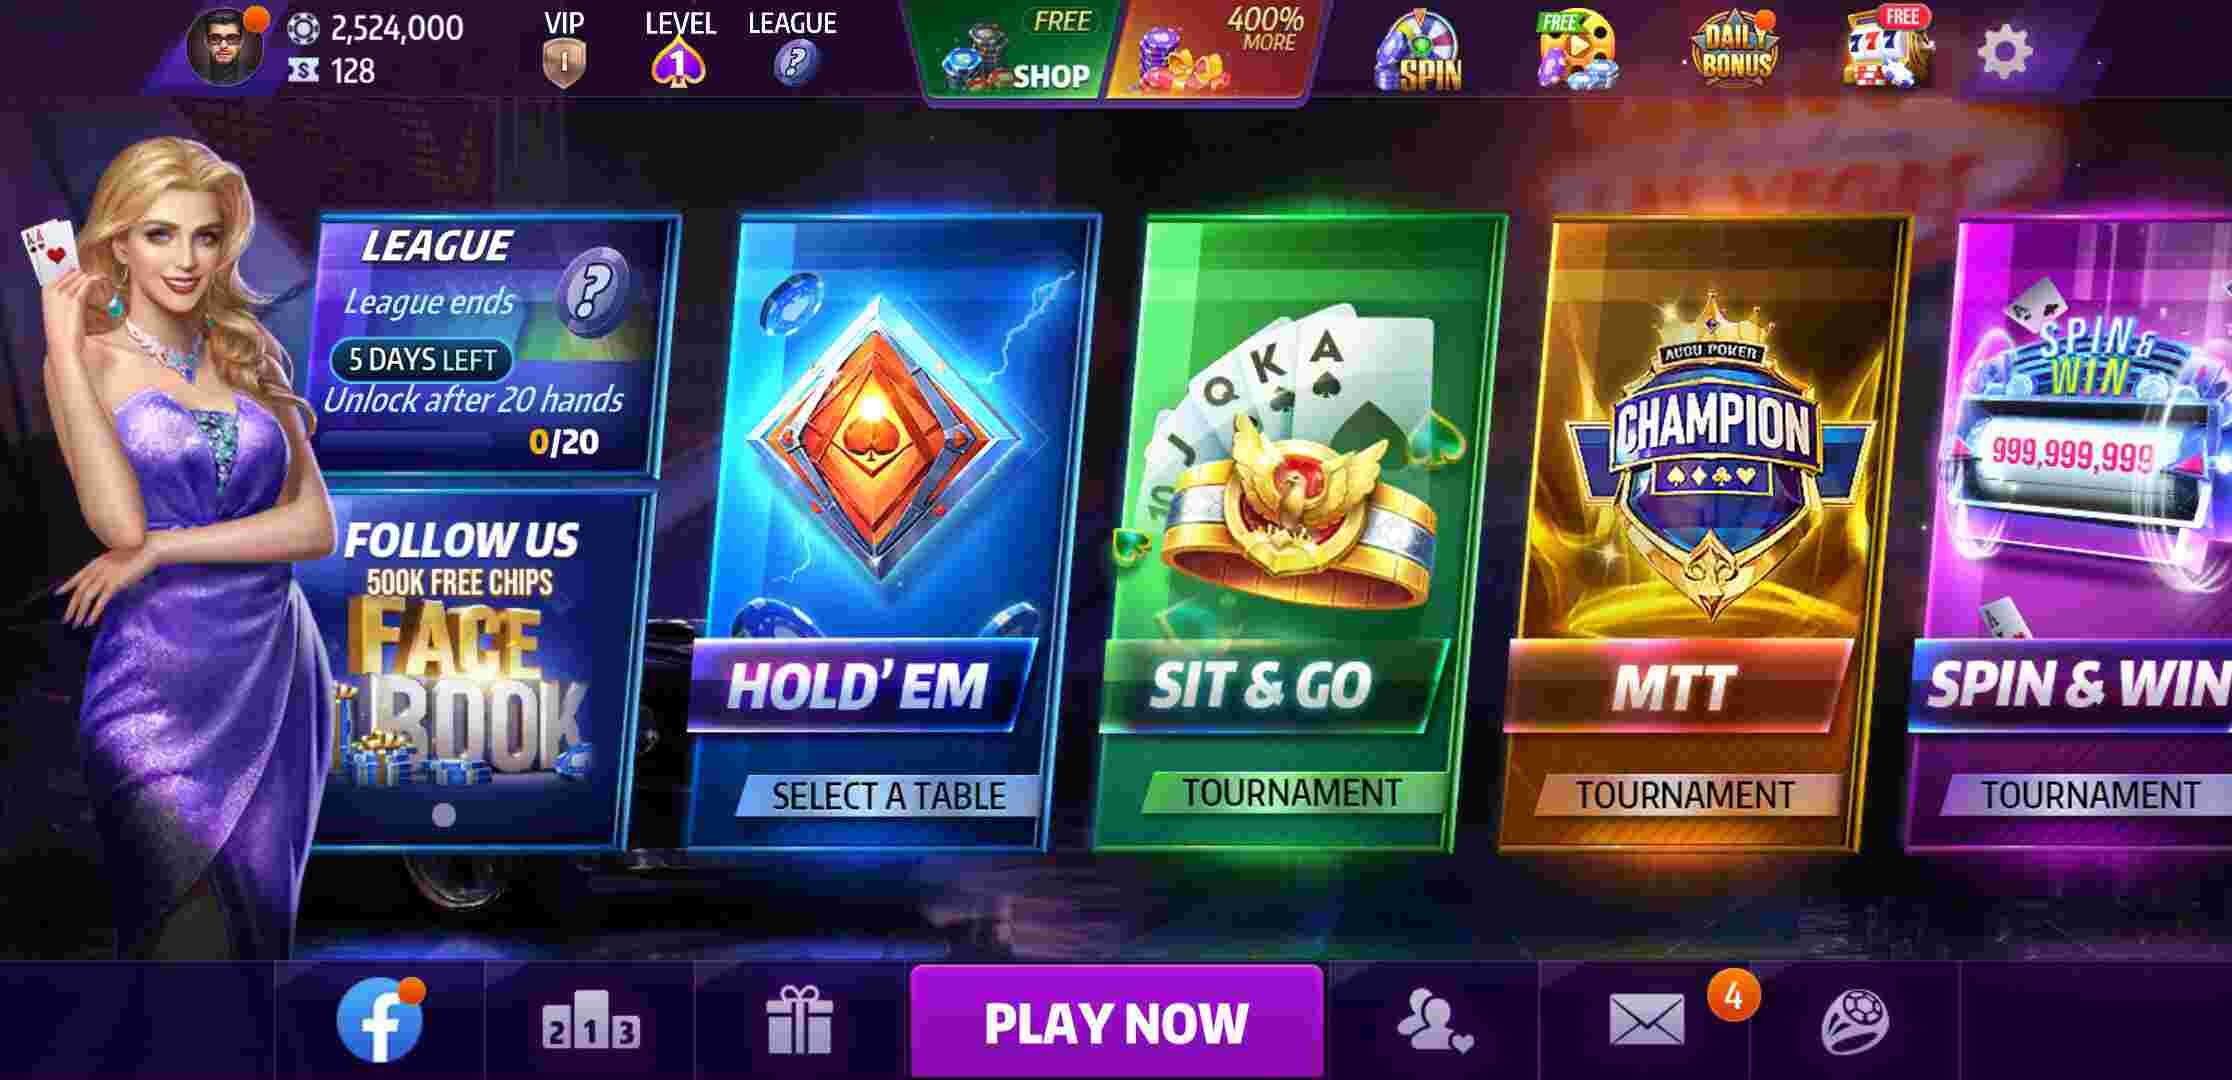 2,524,000
128
VIP
1
LEVEL
1
LEAGUE
?
FREE
SHOP
400%
MORE
SPIN
FREE
DAILY
BONUS
FREE
777
LEAGUE
League ends
?
5 DAYS LEFT
Unlock after 20 hands
0/20
A A
FOLLOW US
500K FREE CHIPS
FACE
BOOK
HOLD' EM
SELECT A TABLE
10 J Q K A
SIT & GO
TOURNAMENT
CHAMPION
MTT
TOURNAMENT
SPIN &
WIN
999,999,999
SPIN & WIN
TOURNAMENT
f
2 1 3
PLAY NOW
4